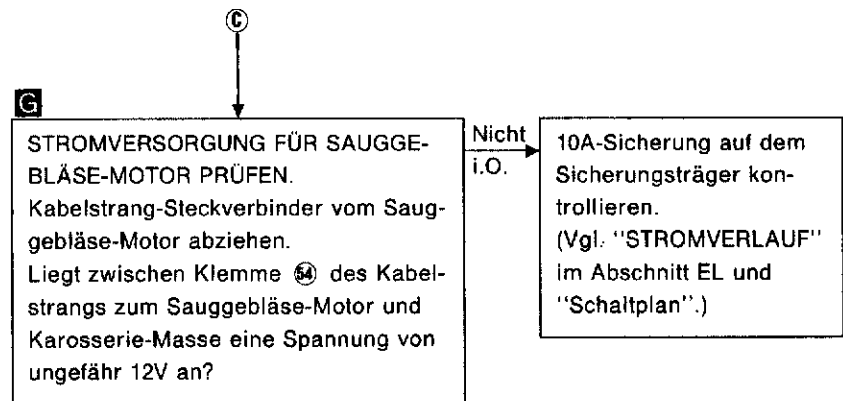 Ⓒ
G
STROMVERSORGUNG FÜR SAUGGE-
BLÄSE-MOTOR PRÜFEN.
Kabelstrang-Steckverbinder vom Saug-
gebläse-Motor abziehen.
Liegt zwischen Klemme 54 des Kabel-
strangs zum Sauggebläse-Motor und
Karosserie-Masse eine Spannung von
ungefähr 12V an?
Nicht
i.O.
10A-Sicherung auf dem
Sicherungsträger kon-
trollieren.
(Vgl. "STROMVERLAUF"
im Abschnitt EL und
"Schaltplan".)